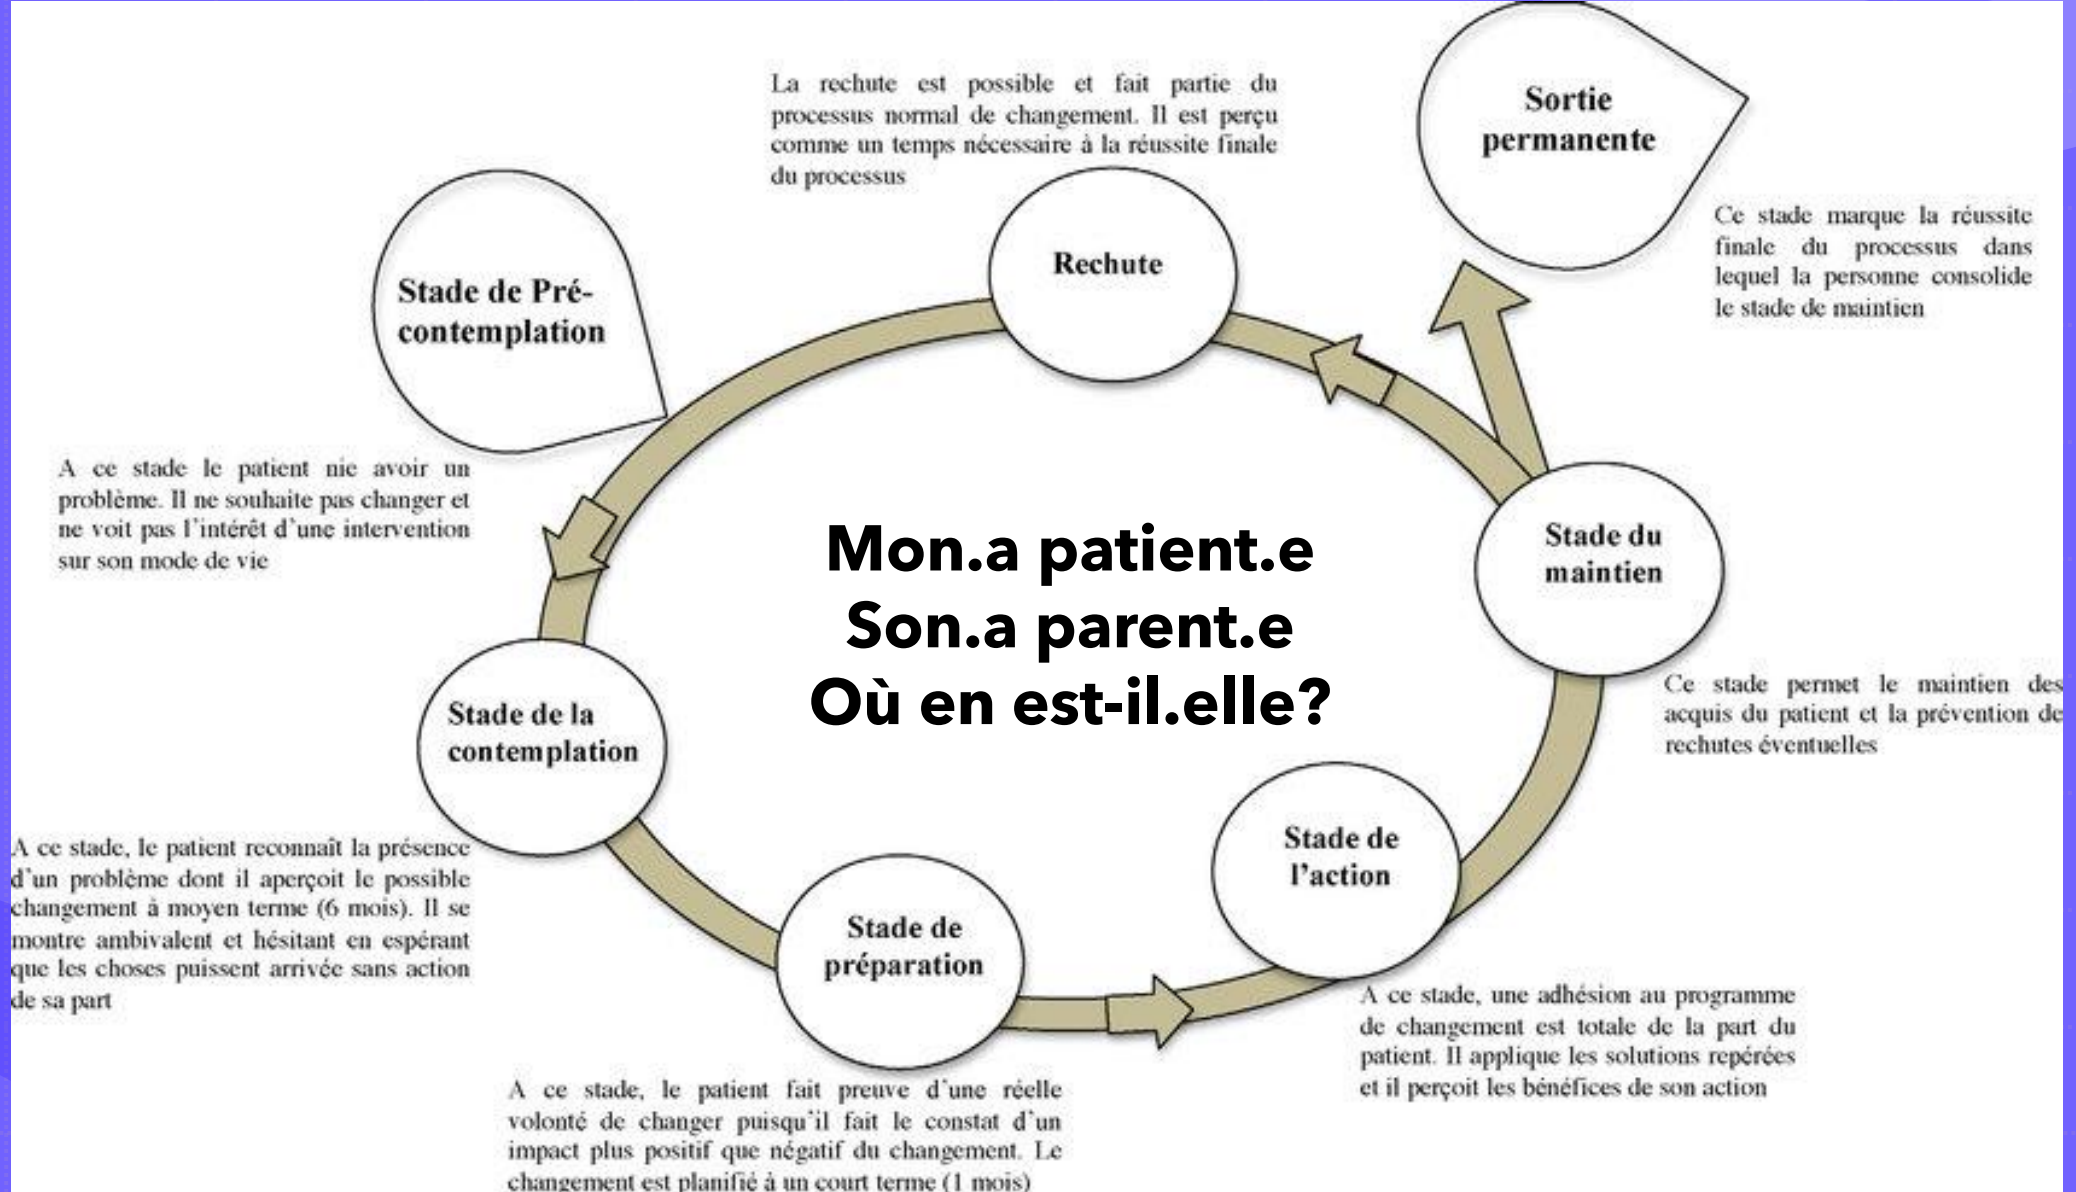 La rechute est possible et fait partie du
processus normal de changement. Il est perçu
comme un temps nécessaire à la réussite finale
du processus
Sortie
permanente
Ce stade marque la réussite
finale du processus dans
lequel la personne consolide
le stade de maintien
Rechute
Stade de Pré-
contemplation
A ce stade le patient nie avoir un
problème. Il ne souhaite pas changer et
ne voit pas l'intérêt d'une intervention
sur son mode de vie
Mon.a patient.e
Son.a parent.e
Où en est-il.elle?
Stade du
maintien
Ce stade permet le maintien des
acquis du patient et la prévention de
rechutes éventuelles
Stade de la
contemplation
A ce stade, le patient reconnaît la présence
d'un problème dont il aperçoit le possible
changement à moyen terme (6 mois). Il se
montre ambivalent et hésitant en espérant
que les choses puissent arrivée sans action
de sa part
Stade de
préparation
A ce stade, le patient fait preuve d'une réelle
volonté de changer puisqu'il fait le constat d'un
impact plus positif que négatif du changement. Le
changement est planifié à un court terme (1 mois)
Stade de
l'action
A ce stade, une adhésion au programme
de changement est totale de la part du
patient. Il applique les solutions repérées
et il perçoit les bénéfices de son action